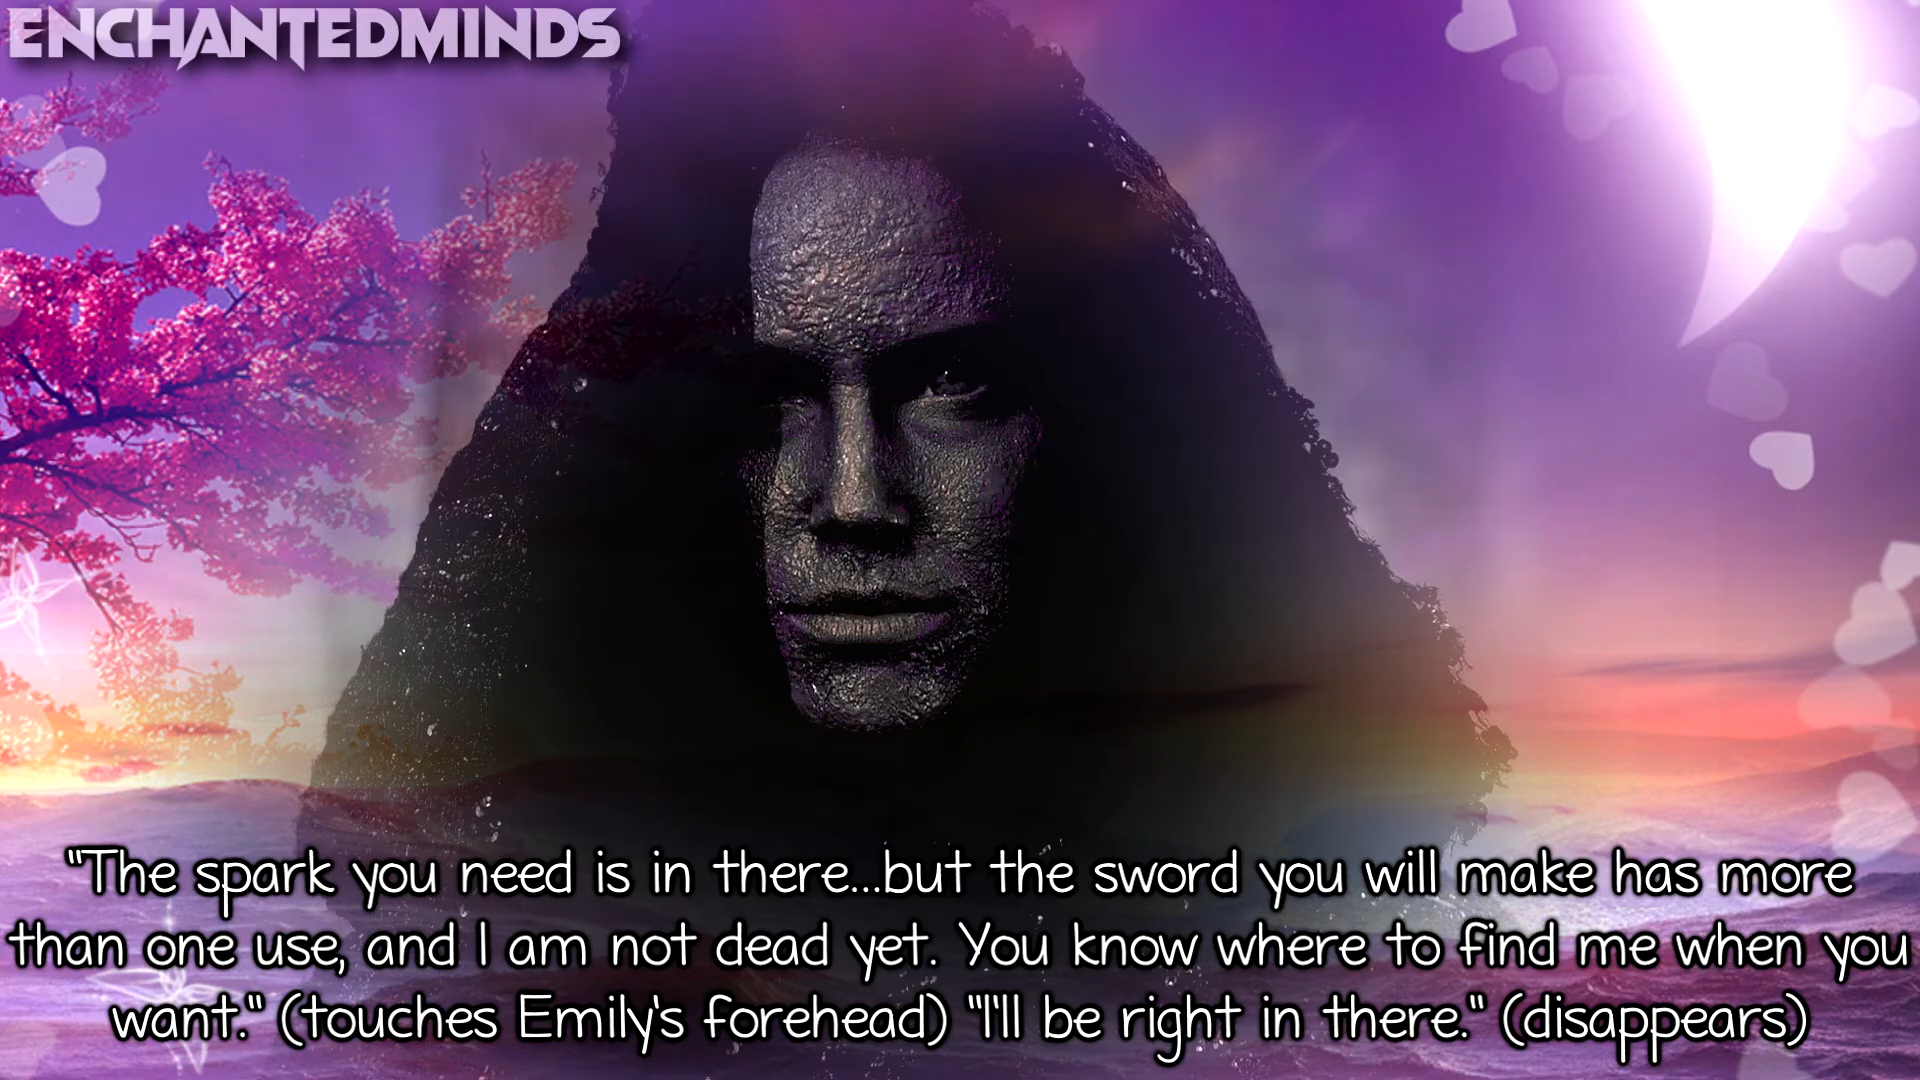 ENCHANTEDMINDS
"The spark you need is in there...but the sword you will make has more
than one use, and I am not dead yet. You know where to find me when you
want." (touches Emily's forehead) "I'll be right in there." (disappears)